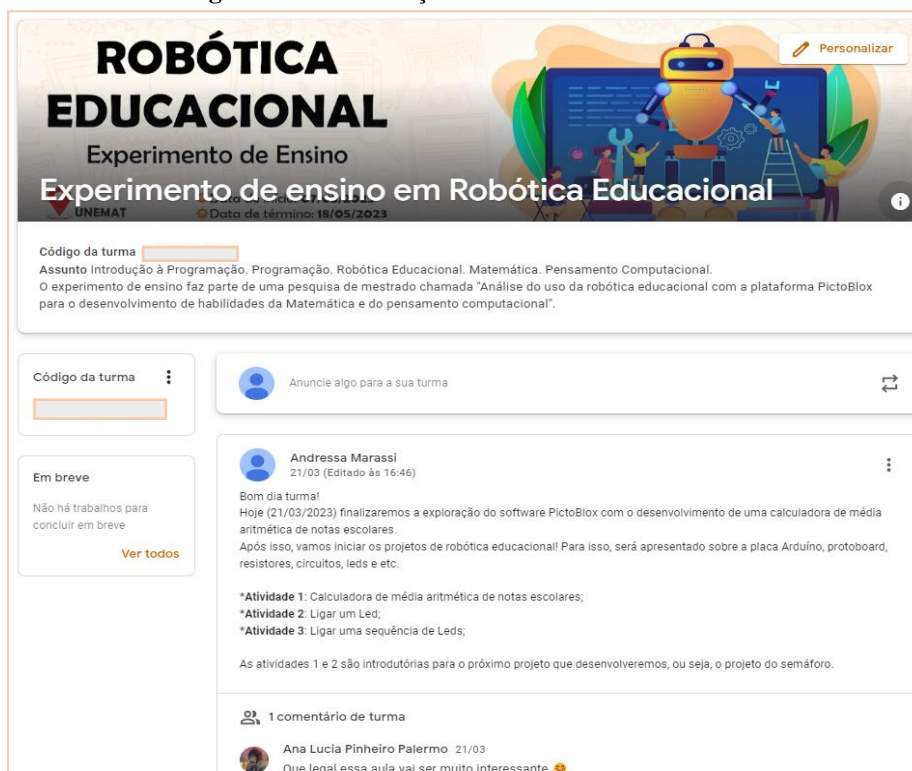 ROBÓTICA
EDUCACIONAL
Personalizar
Experimento de Ensino
Experimento de ensino em Robótica Educacional
UNEMAT
Data de término: 18/05/2023
Código da turma
Assunto Introdução à Programação. Programação. Robótica Educacional. Matemática. Pensamento Computacional.
O experimento de ensino faz parte de uma pesquisa de mestrado chamada "Análise do uso da robótica educacional com a plataforma PictoBlox
para o desenvolvimento de habilidades da Matemática e do pensamento computacional".
Código da turma
Anuncie algo para a sua turma
Em breve
Não há trabalhos para
concluir em breve
Ver todos
Andressa Marassi
21/03 (Editado às 16:46)
Bom dia turma!
Hoje (21/03/2023) finalizaremos a exploração do software PictoBlox com o desenvolvimento de uma calculadora de média
aritmética de notas escolares.
Após isso, vamos iniciar os projetos de robótica educacional! Para isso, será apresentado sobre a placa Arduíno, protoboard,
resistores, circuitos, leds e etc.
*Atividade 1: Calculadora de média aritmética de notas escolares;
*Atividade 2: Ligar um Led;
*Atividade 3: Ligar uma sequência de Leds;
As atividades 1 e 2 são introdutórias para o próximo projeto que desenvolveremos, ou seja, o projeto do semáforo.
1 comentário de turma
Ana Lucia Pinheiro Palermo 21/03
Que legal essa aula vai ser muito interessante 🤗